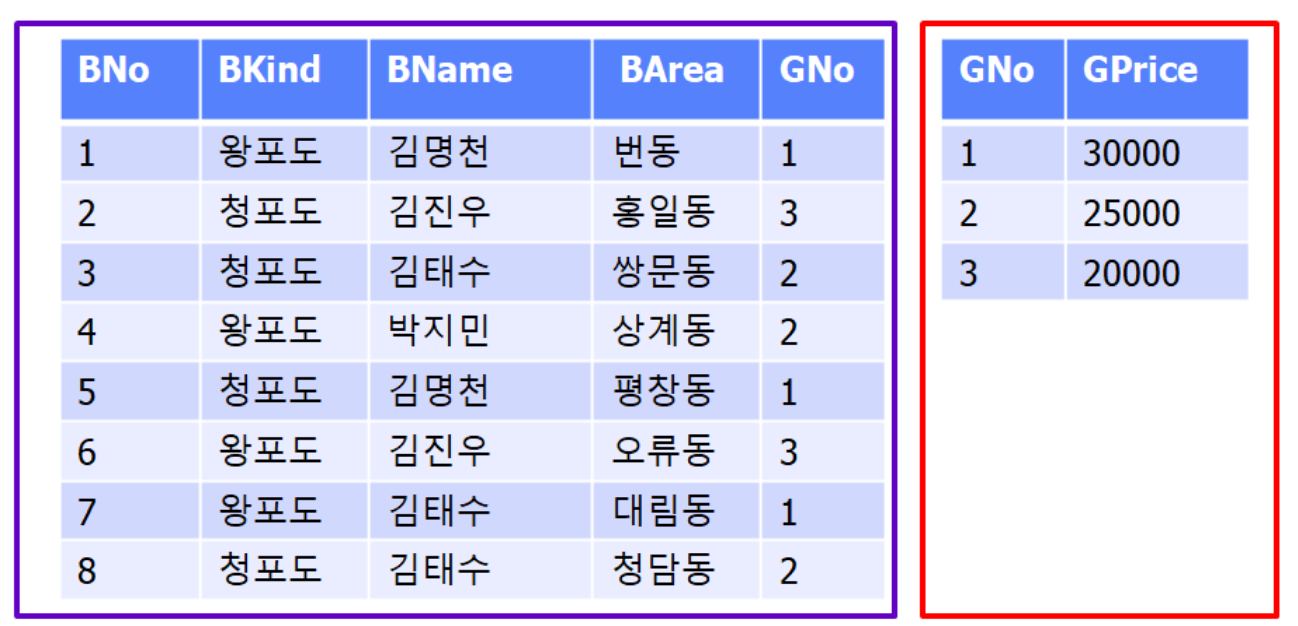 BNo BKind BName BArea GNo GNo GPrice
1 왕포도 김명천 번동 1 1 30000
2 청포도 김진우 홍일동 3 2 25000
3 청포도 김태수 쌍문동 2 3 20000
4 왕포도 박지민 상계동 2
5 청포도 김명천 평창동 1
6 왕포도 김진우 오류동 3
7 왕포도 김태수 대림동 1
8 청포도 김태수 청담동 2